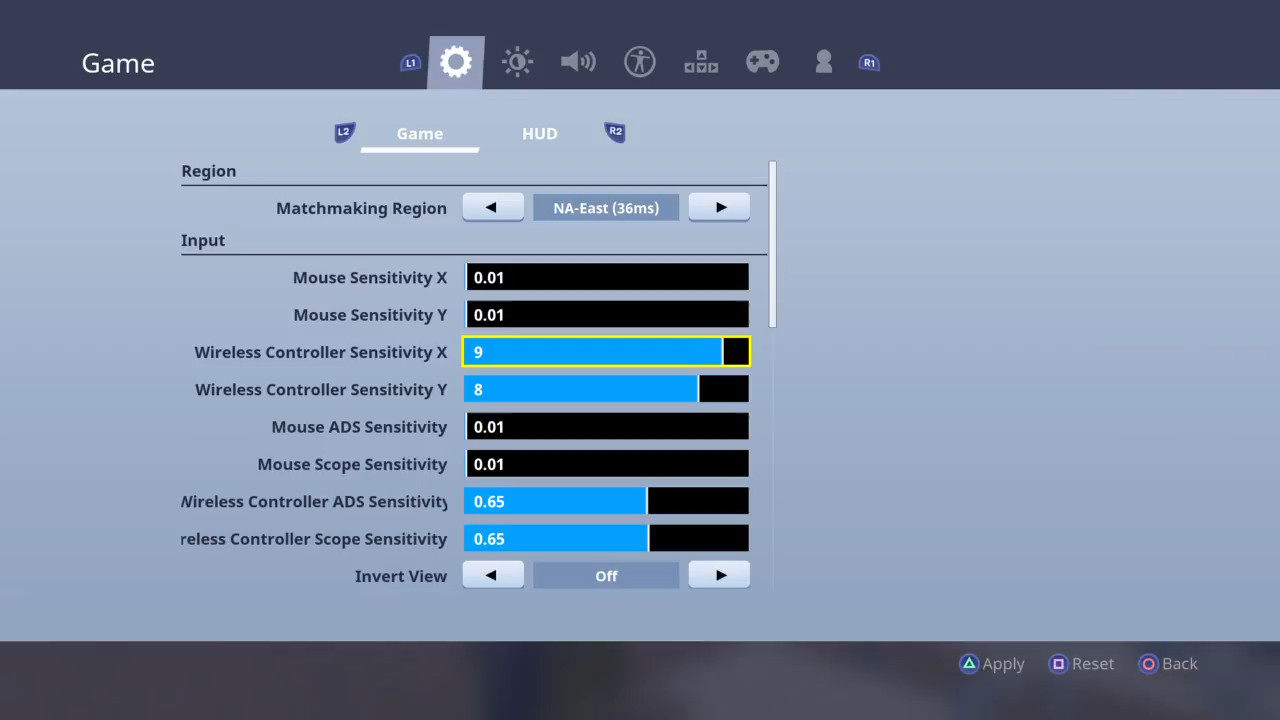 Game
L1
R1
L2
Game
HUD
R2
Region
Matchmaking Region
NA-East (36ms)
Input
Mouse Sensitivity X
0.01
Mouse Sensitivity Y
0.01
Wireless Controller Sensitivity X
9
Wireless Controller Sensitivity Y
8
Mouse ADS Sensitivity
0.01
Mouse Scope Sensitivity
0.01
Wireless Controller ADS Sensitivity
0.65
reless Controller Scope Sensitivity
0.65
Invert View
Off
Apply
Reset
Back